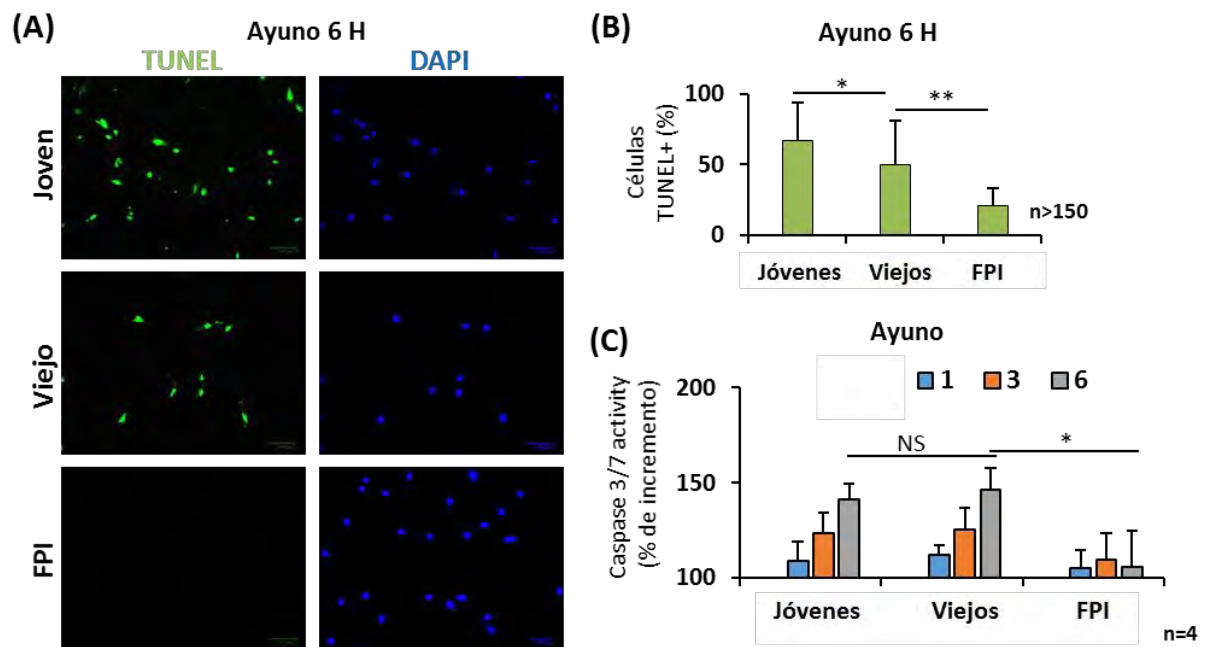 (A)
Ayuno 6 H
TUNEL
DAPI
Joven
Viejo
FPI
(B)
Ayuno 6 H
Células
TUNEL+ (%)
100
50
0
*
**
n>150
Jóvenes
Viejos
FPI
(C)
Ayuno
1
3
6
Caspase 3/7 activity
(% de incremento)
200
150
100
NS
*
Jóvenes
Viejos
FPI
n=4